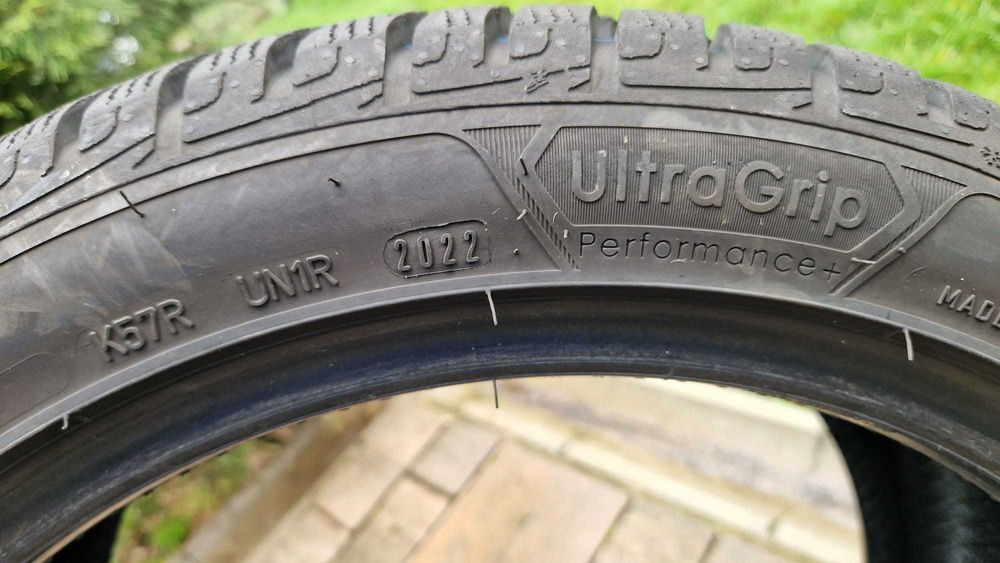 UltraGrip
Performance+
K57R UN1R 2022
MADE